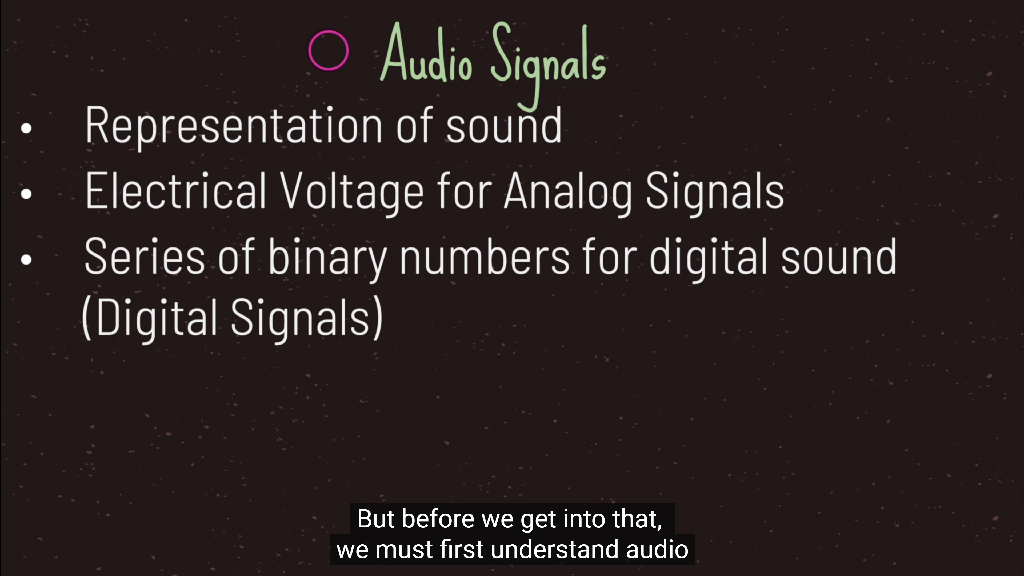 Audio Signals
• Representation of sound
• Electrical Voltage for Analog Signals
• Series of binary numbers for digital sound
(Digital Signals)
But before we get into that,
we must first understand audio